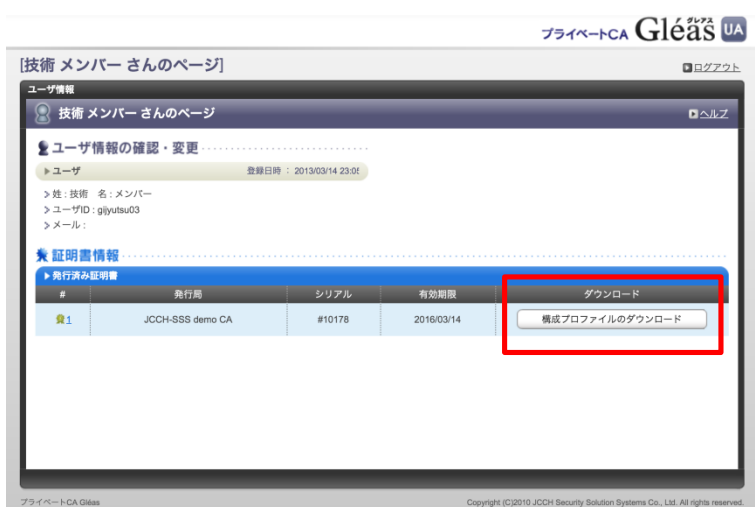 プライベートCA Gléas グレアス UA
[技術 メンバー さんのページ]
ログアウト
ユーザ情報
技術 メンバー さんのページ
ヘルプ
ユーザ情報の確認・変更
ユーザ 登録日時 : 2013/03/14 23:05
姓 : 技術 名 : メンバー
ユーザID : gijyutsu03
メール :
証明書情報
発行済み証明書
# 発行局 シリアル 有効期限 ダウンロード
1 JCCH-SSS demo CA #10178 2016/03/14 構成プロファイルのダウンロード
プライベートCA Gléas Copyright (C)2010 JCCH Security Solution Systems Co., Ltd. All rights reserved.